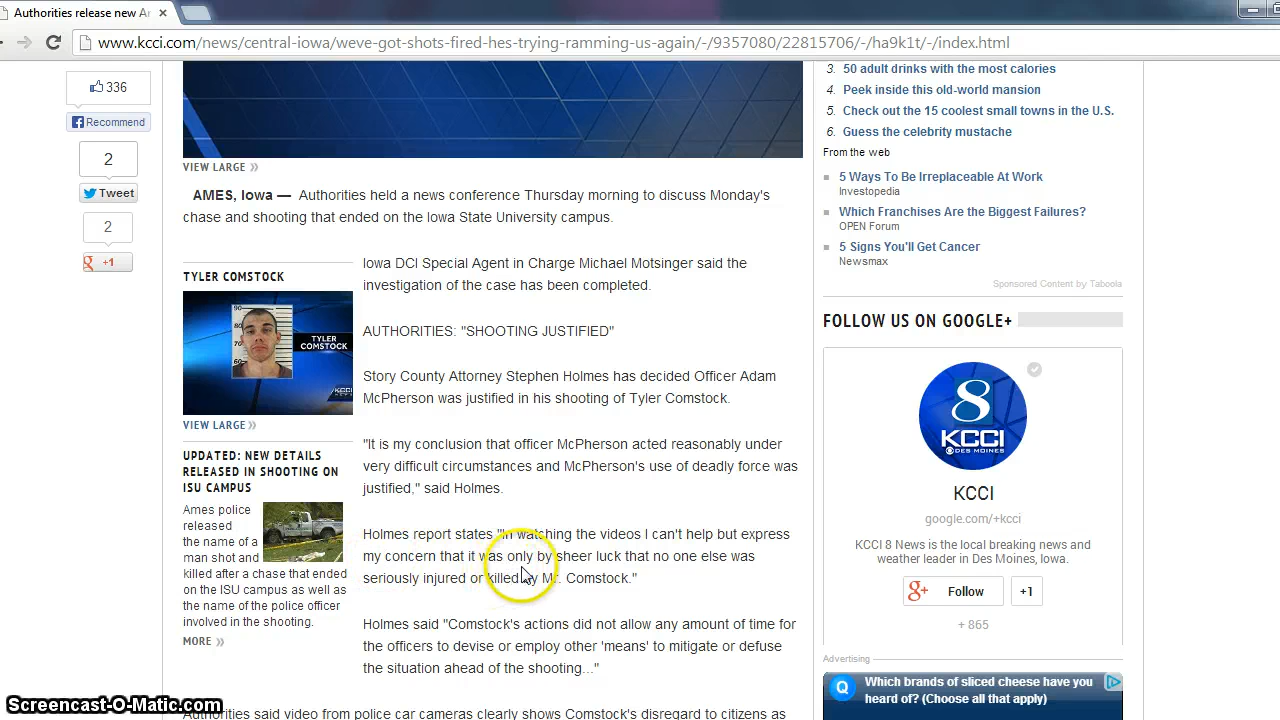 Authorities release new Ar
www.kcci.com/news/central-iowa/weve-got-shots-fired-hes-trying-ramming-us-again/-/9357080/22815706/-/ha9k1t/-/index.html
336
Recommend
2
Tweet
2
+1
VIEW LARGE »
AMES, Iowa — Authorities held a news conference Thursday morning to discuss Monday's
chase and shooting that ended on the Iowa State University campus.
TYLER COMSTOCK
90
80
70
60
TYLER
COMSTOCK
KCCI
VIEW LARGE »
UPDATED: NEW DETAILS
RELEASED IN SHOOTING ON
ISU CAMPUS
Ames police
released
the name of a
man shot and
killed after a chase that ended
on the ISU campus as well as
the name of the police officer
involved in the shooting.
MORE »
Iowa DCI Special Agent in Charge Michael Motsinger said the
investigation of the case has been completed.
AUTHORITIES: "SHOOTING JUSTIFIED"
Story County Attorney Stephen Holmes has decided Officer Adam
McPherson was justified in his shooting of Tyler Comstock.
"It is my conclusion that officer McPherson acted reasonably under
very difficult circumstances and McPherson's use of deadly force was
justified," said Holmes.
Holmes report states "In watching the videos I can't help but express
my concern that it was only by sheer luck that no one else was
seriously injured or killed by Mr. Comstock."
Holmes said "Comstock's actions did not allow any amount of time for
the officers to devise or employ other 'means' to mitigate or defuse
the situation ahead of the shooting..."
Authorities said video from police car cameras clearly shows Comstock's disregard to citizens as
3. 50 adult drinks with the most calories
4. Peek inside this old-world mansion
5. Check out the 15 coolest small towns in the U.S.
6. Guess the celebrity mustache
From the web
5 Ways To Be Irreplaceable At Work
Investopedia
Which Franchises Are the Biggest Failures?
OPEN Forum
5 Signs You'll Get Cancer
Newsmax
Sponsored Content by Taboola
FOLLOW US ON GOOGLE+
8
KCCI
DES MOINES
KCCI
google.com/+kcci
KCCI 8 News is the local breaking news and
weather leader in Des Moines, Iowa.
Follow
+1
+ 865
Advertising
Q
Which brands of sliced cheese have you
heard of? (Choose all that apply)
Screencast-O-Matic.com